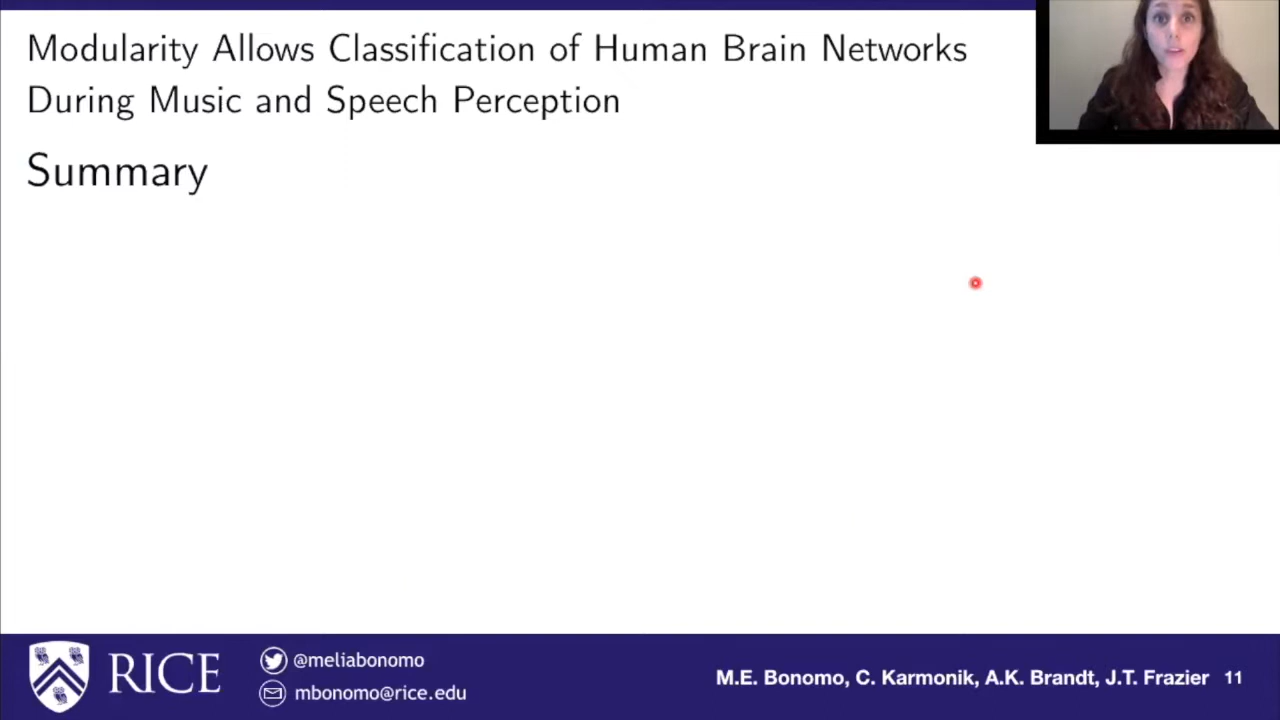 Modularity Allows Classification of Human Brain Networks
During Music and Speech Perception
Summary
RICE
@meliabonomo
mbonomo@rice.edu
M.E. Bonomo, C. Karmonik, A.K. Brandt, J.T. Frazier 11